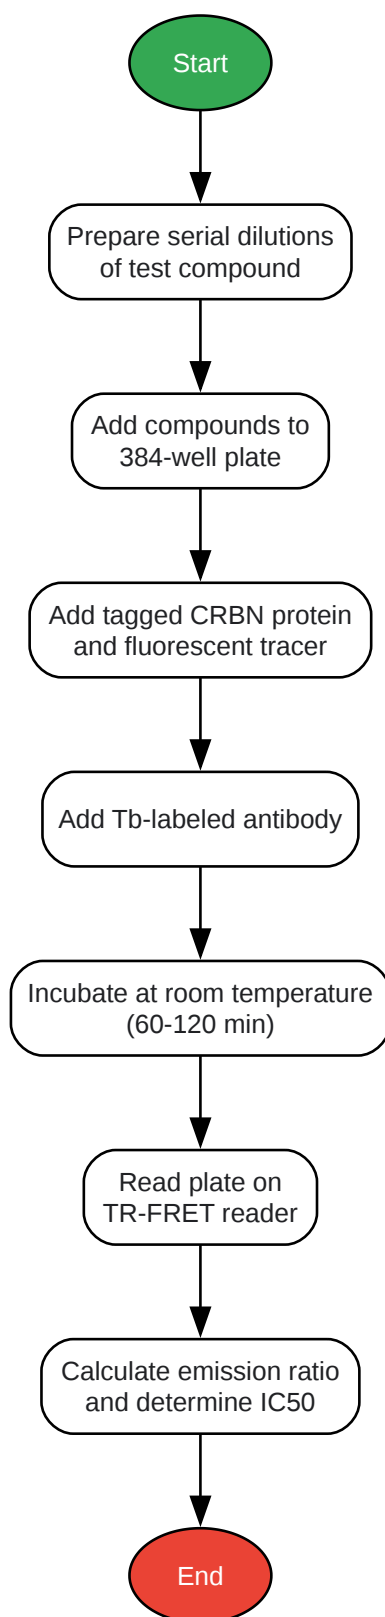 Start
Prepare serial dilutions
of test compound
Add compounds to
384-well plate
Add tagged CRBN protein
and fluorescent tracer
Add Tb-labeled antibody
Incubate at room temperature
(60-120 min)
Read plate on
TR-FRET reader
Calculate emission ratio
and determine IC50
End